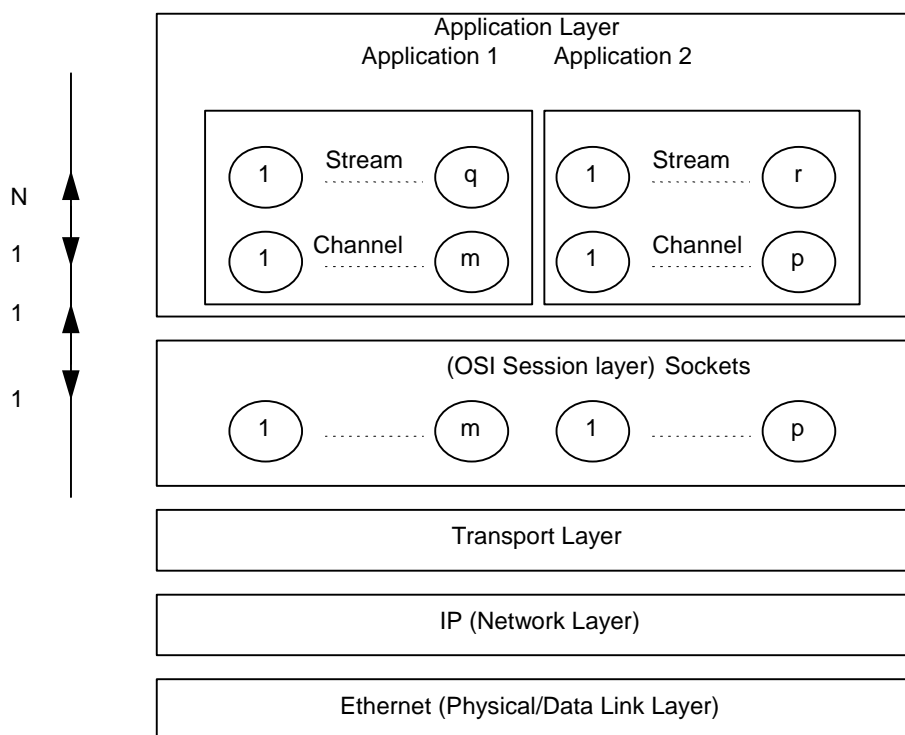 Application Layer
Application 1 Application 2
1 Stream q 1 Stream r
N
1 Channel m 1 Channel p
1
1
(OSI Session layer) Sockets
1
1 m 1 p
Transport Layer
IP (Network Layer)
Ethernet (Physical/Data Link Layer)